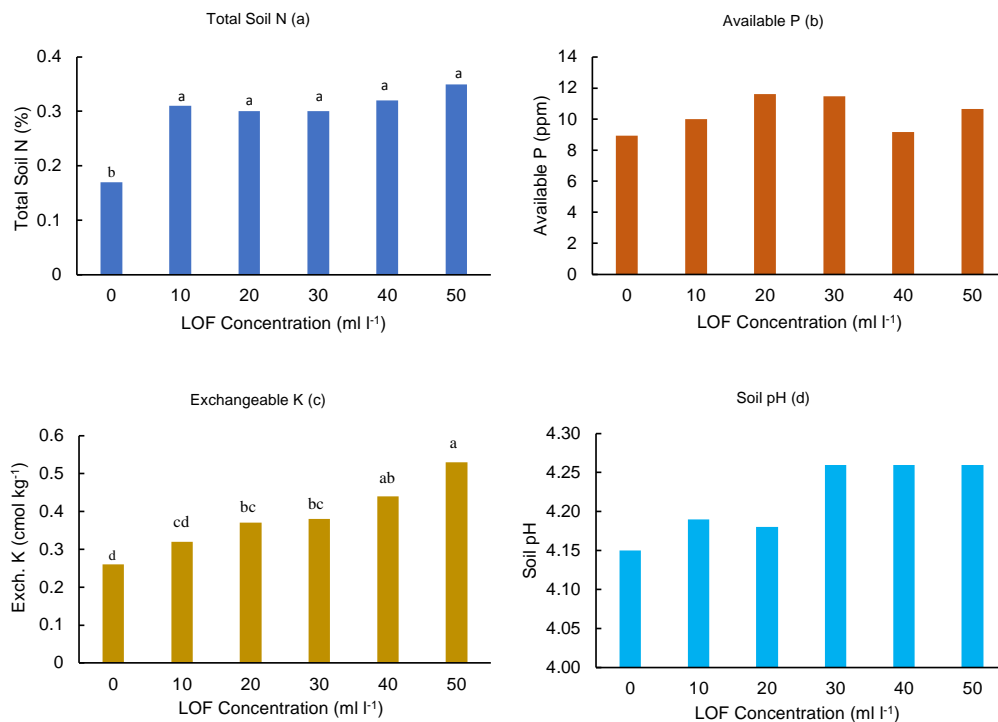 Total Soil N (a)
Total Soil N (%)
0.4
0.3
0.2
0.1
0
b
a
a
a
a
a
0 10 20 30 40 50
LOF Concentration (ml l-1)
Available P (b)
Available P (ppm)
14
12
10
8
6
4
2
0
0 10 20 30 40 50
LOF Concentration (ml l-1)
Exchangeable K (c)
Exch. K (cmol kg-1)
0.6
0.5
0.4
0.3
0.2
0.1
0
d
cd
bc
bc
ab
a
0 10 20 30 40 50
LOF Concentration (ml l-1)
Soil pH (d)
Soil pH
4.30
4.25
4.20
4.15
4.10
4.05
4.00
0 10 20 30 40 50
LOF Concentration (ml l-1)